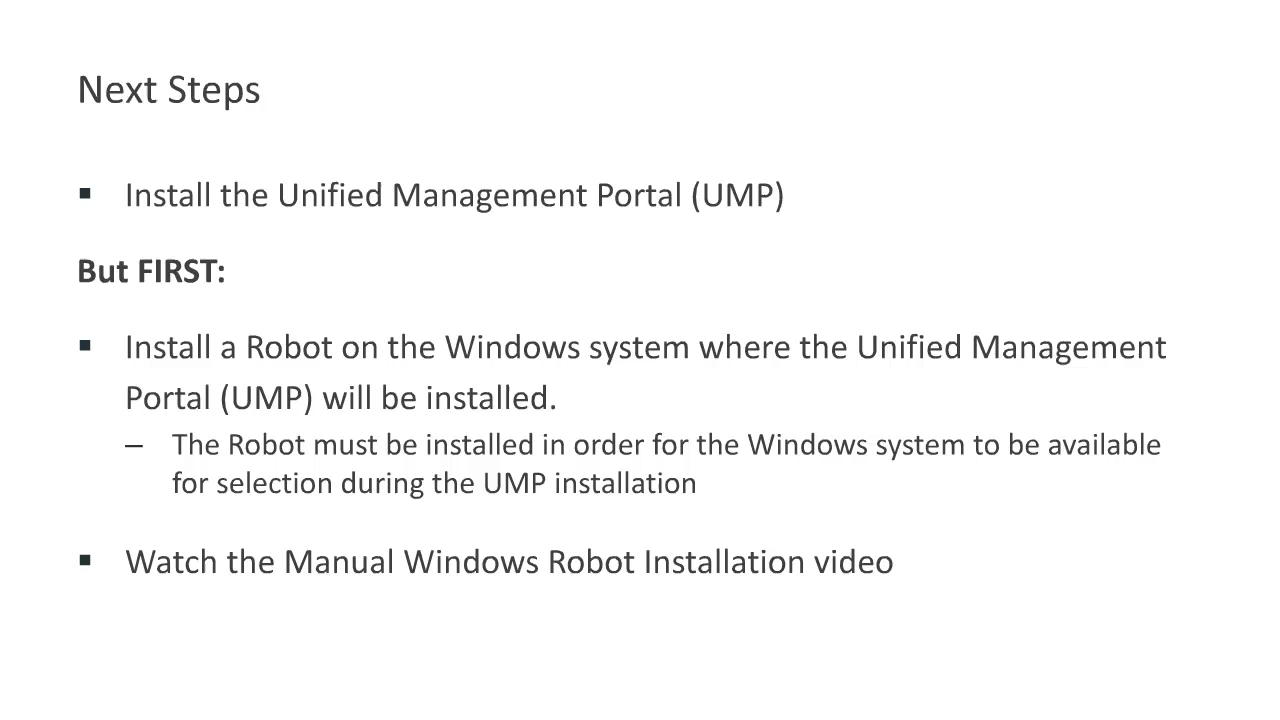 Next Steps
▪ Install the Unified Management Portal (UMP)
But FIRST:
▪ Install a Robot on the Windows system where the Unified Management
Portal (UMP) will be installed.
– The Robot must be installed in order for the Windows system to be available
for selection during the UMP installation
▪ Watch the Manual Windows Robot Installation video